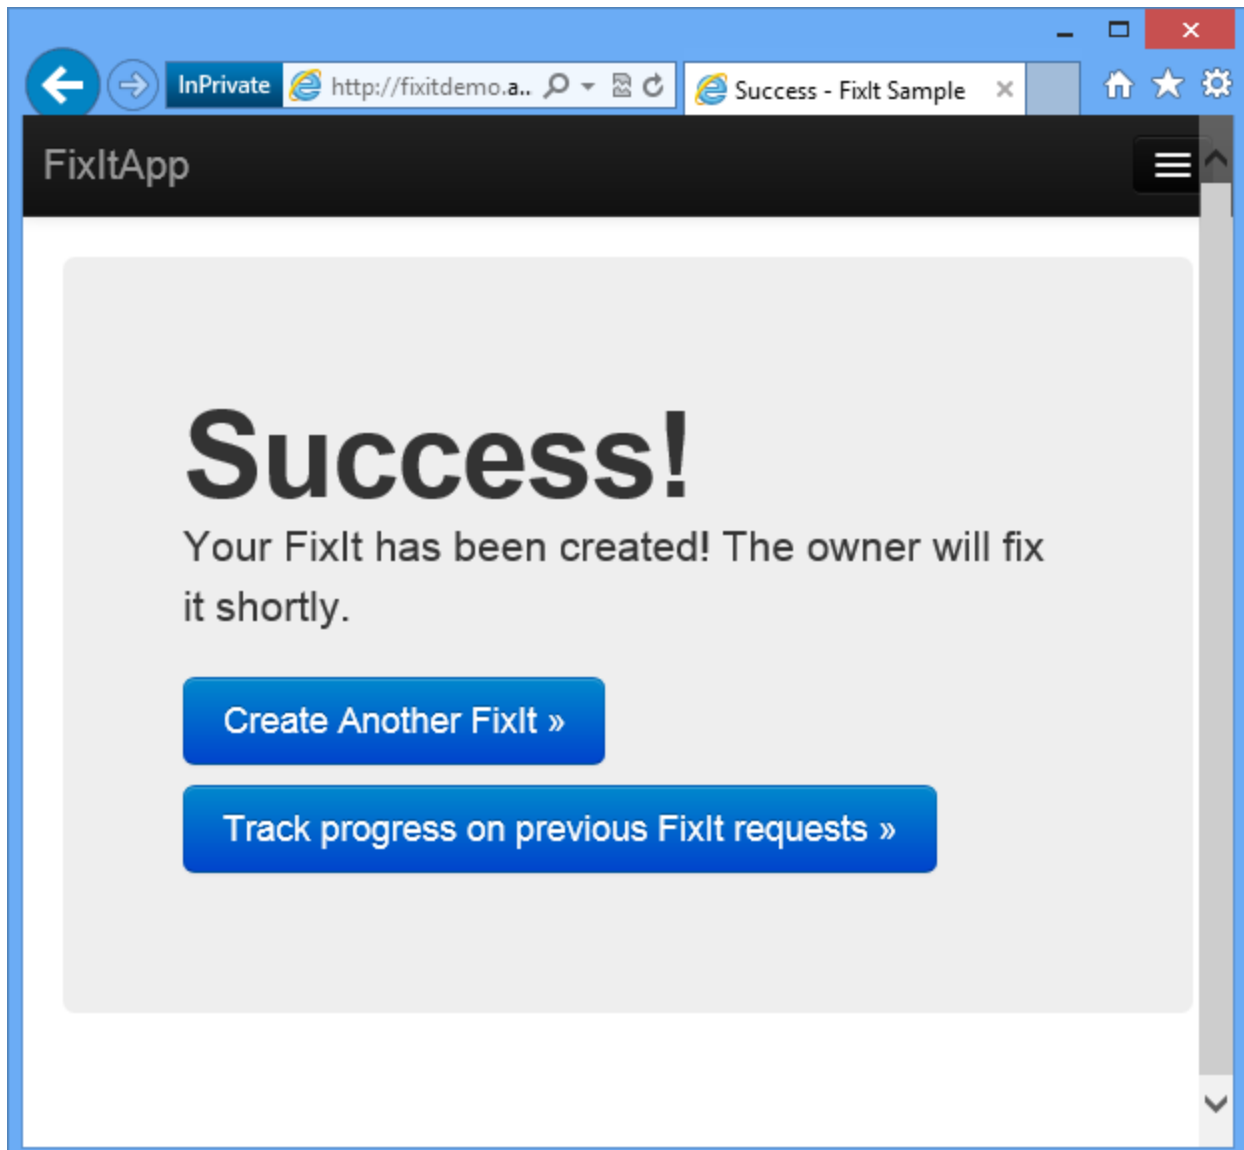 InPrivate
http://fixitdemo.a..
Success - FixIt Sample
FixItApp
Success!
Your FixIt has been created! The owner will fix
it shortly.
Create Another FixIt »
Track progress on previous FixIt requests »